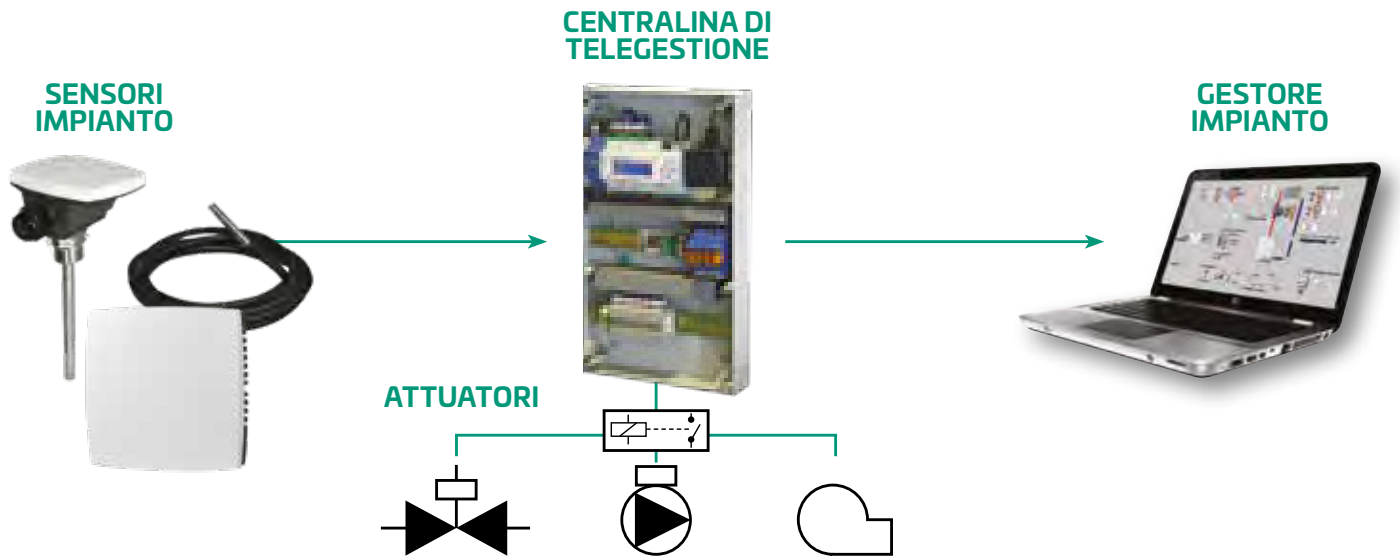 CENTRALINA DI
TELEGESTIONE
SENSORI
IMPIANTO
GESTORE
IMPIANTO
ATTUATORI